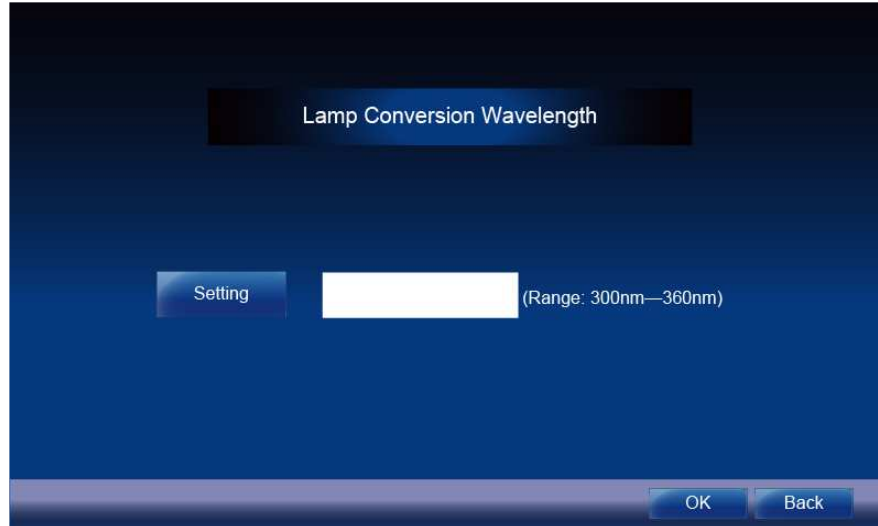 Lamp Conversion Wavelength
Setting
(Range: 300nm—360nm)
OK
Back